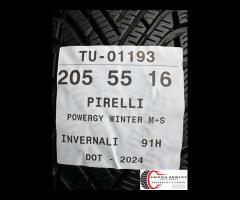 TU-01193
205 55 16
PIRELLI
POWERGY WINTER M+S
INVERNALI 91H
DOT - 2024